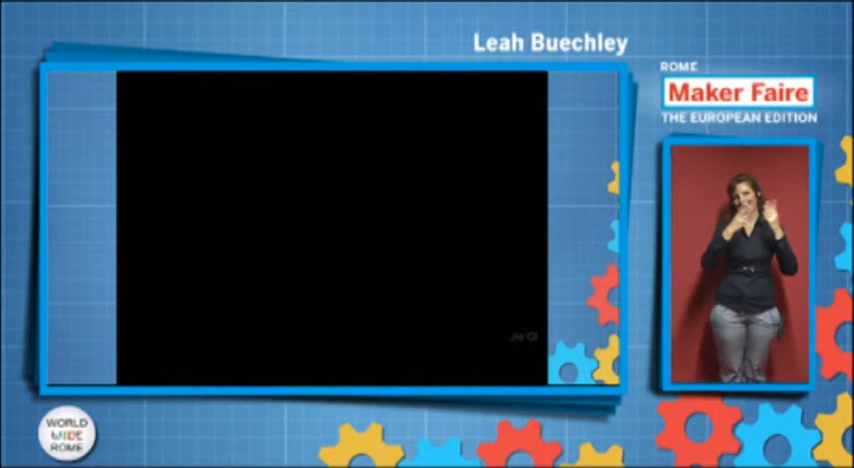 Leah Buechley
ROME
Maker Faire
THE EUROPEAN EDITION
WORLD
WIDE
ROME